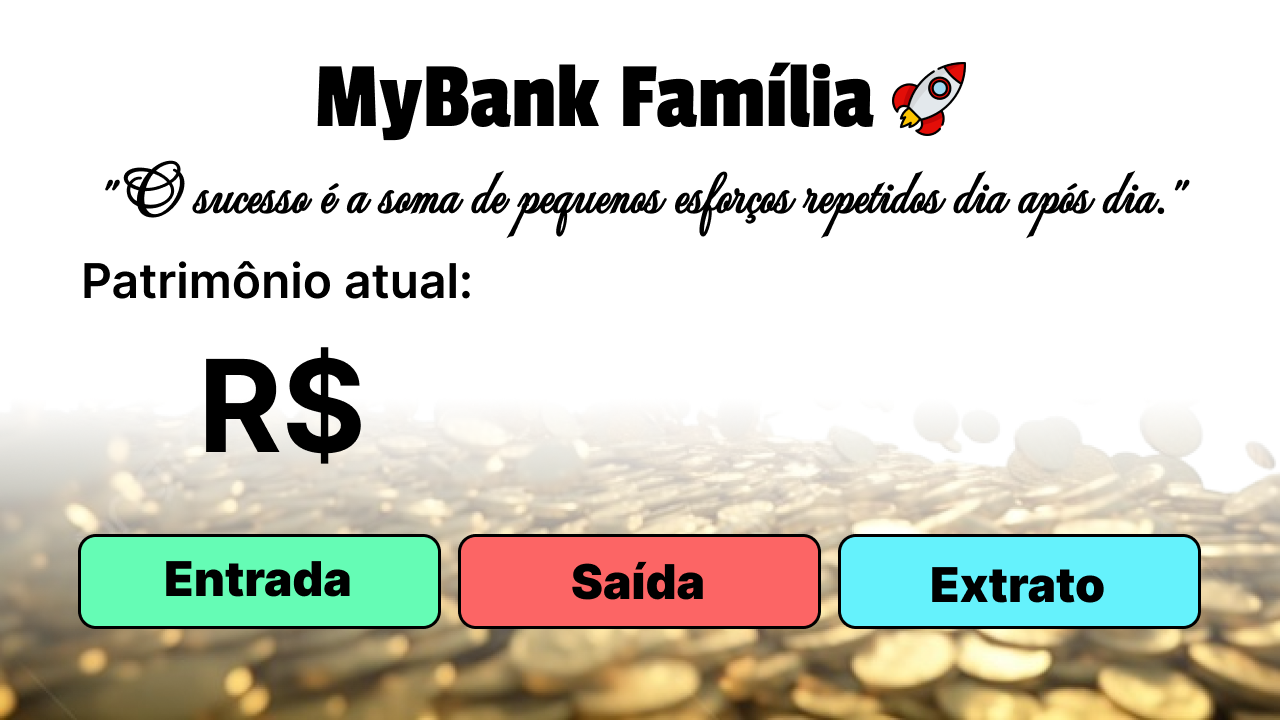 MyBank Família
"O sucesso é a soma de pequenos esforços repetidos dia após dia."
Patrimônio atual:
R$
Entrada
Saída
Extrato